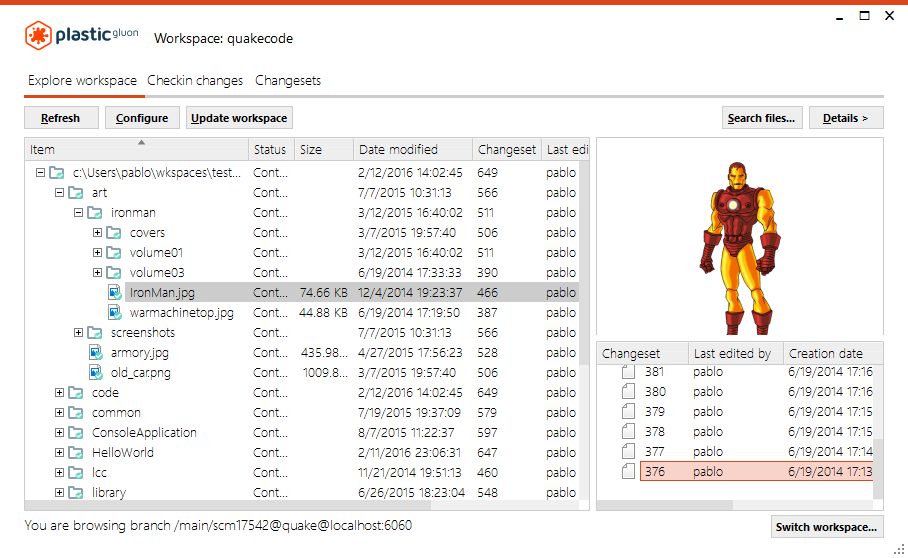 plastic gluon Workspace: quakecode
Explore workspace Checkin changes Changesets
Refresh Configure Update workspace Search files... Details >
Item Status Size Date modified Changeset Last edi
c:\Users\pablo\wkspaces\test... Cont... 2/12/2016 14:02:45 649 pablo
art Cont... 7/7/2015 10:31:13 566 pablo
ironman Cont... 3/12/2015 16:40:02 511 pablo
covers Cont... 3/7/2015 19:57:40 506 pablo
volume01 Cont... 3/12/2015 16:40:02 511 pablo
volume03 Cont... 6/19/2014 17:33:33 390 pablo
IronMan.jpg Cont... 74.66 KB 12/4/2014 19:23:37 466 pablo
warmachinetop.jpg Cont... 44.88 KB 6/19/2014 17:19:50 387 pablo
screenshots Cont... 7/7/2015 10:31:13 566 pablo
armory.jpg Cont... 435.98... 4/27/2015 17:56:23 528 pablo
old_car.png Cont... 1009.8... 3/7/2015 19:57:40 506 pablo
code Cont... 2/12/2016 14:02:45 649 pablo
common Cont... 7/19/2015 19:37:09 579 pablo
ConsoleApplication Cont... 8/7/2015 11:22:37 597 pablo
HelloWorld Cont... 2/11/2016 23:06:31 647 pablo
lcc Cont... 11/21/2014 19:51:13 460 pablo
library Cont... 6/26/2015 18:23:04 548 pablo
Changeset Last edited by Creation date
381 pablo 6/19/2014 17:16
380 pablo 6/19/2014 17:16
379 pablo 6/19/2014 17:15
378 pablo 6/19/2014 17:15
377 pablo 6/19/2014 17:14
376 pablo 6/19/2014 17:13
You are browsing branch /main/scm17542@quake@localhost:6060
Switch workspace...